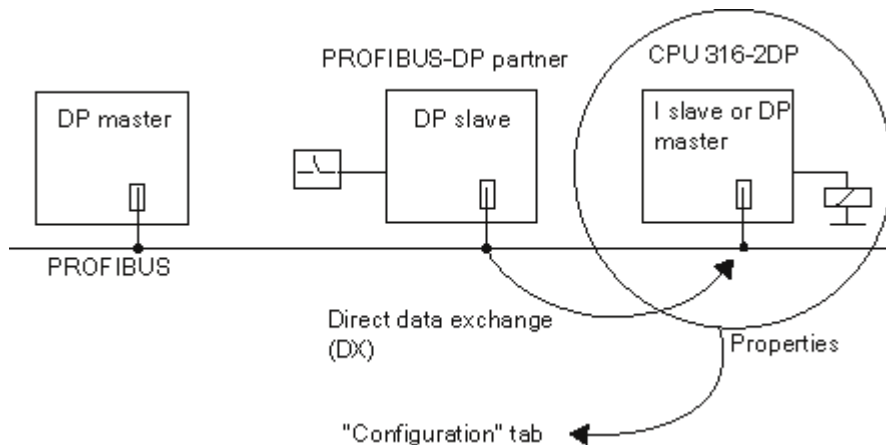 PROFIBUS-DP partner
CPU 316-2DP
DP master
DP slave
I slave or DP
master
PROFIBUS
Direct data exchange
(DX)
Properties
"Configuration" tab